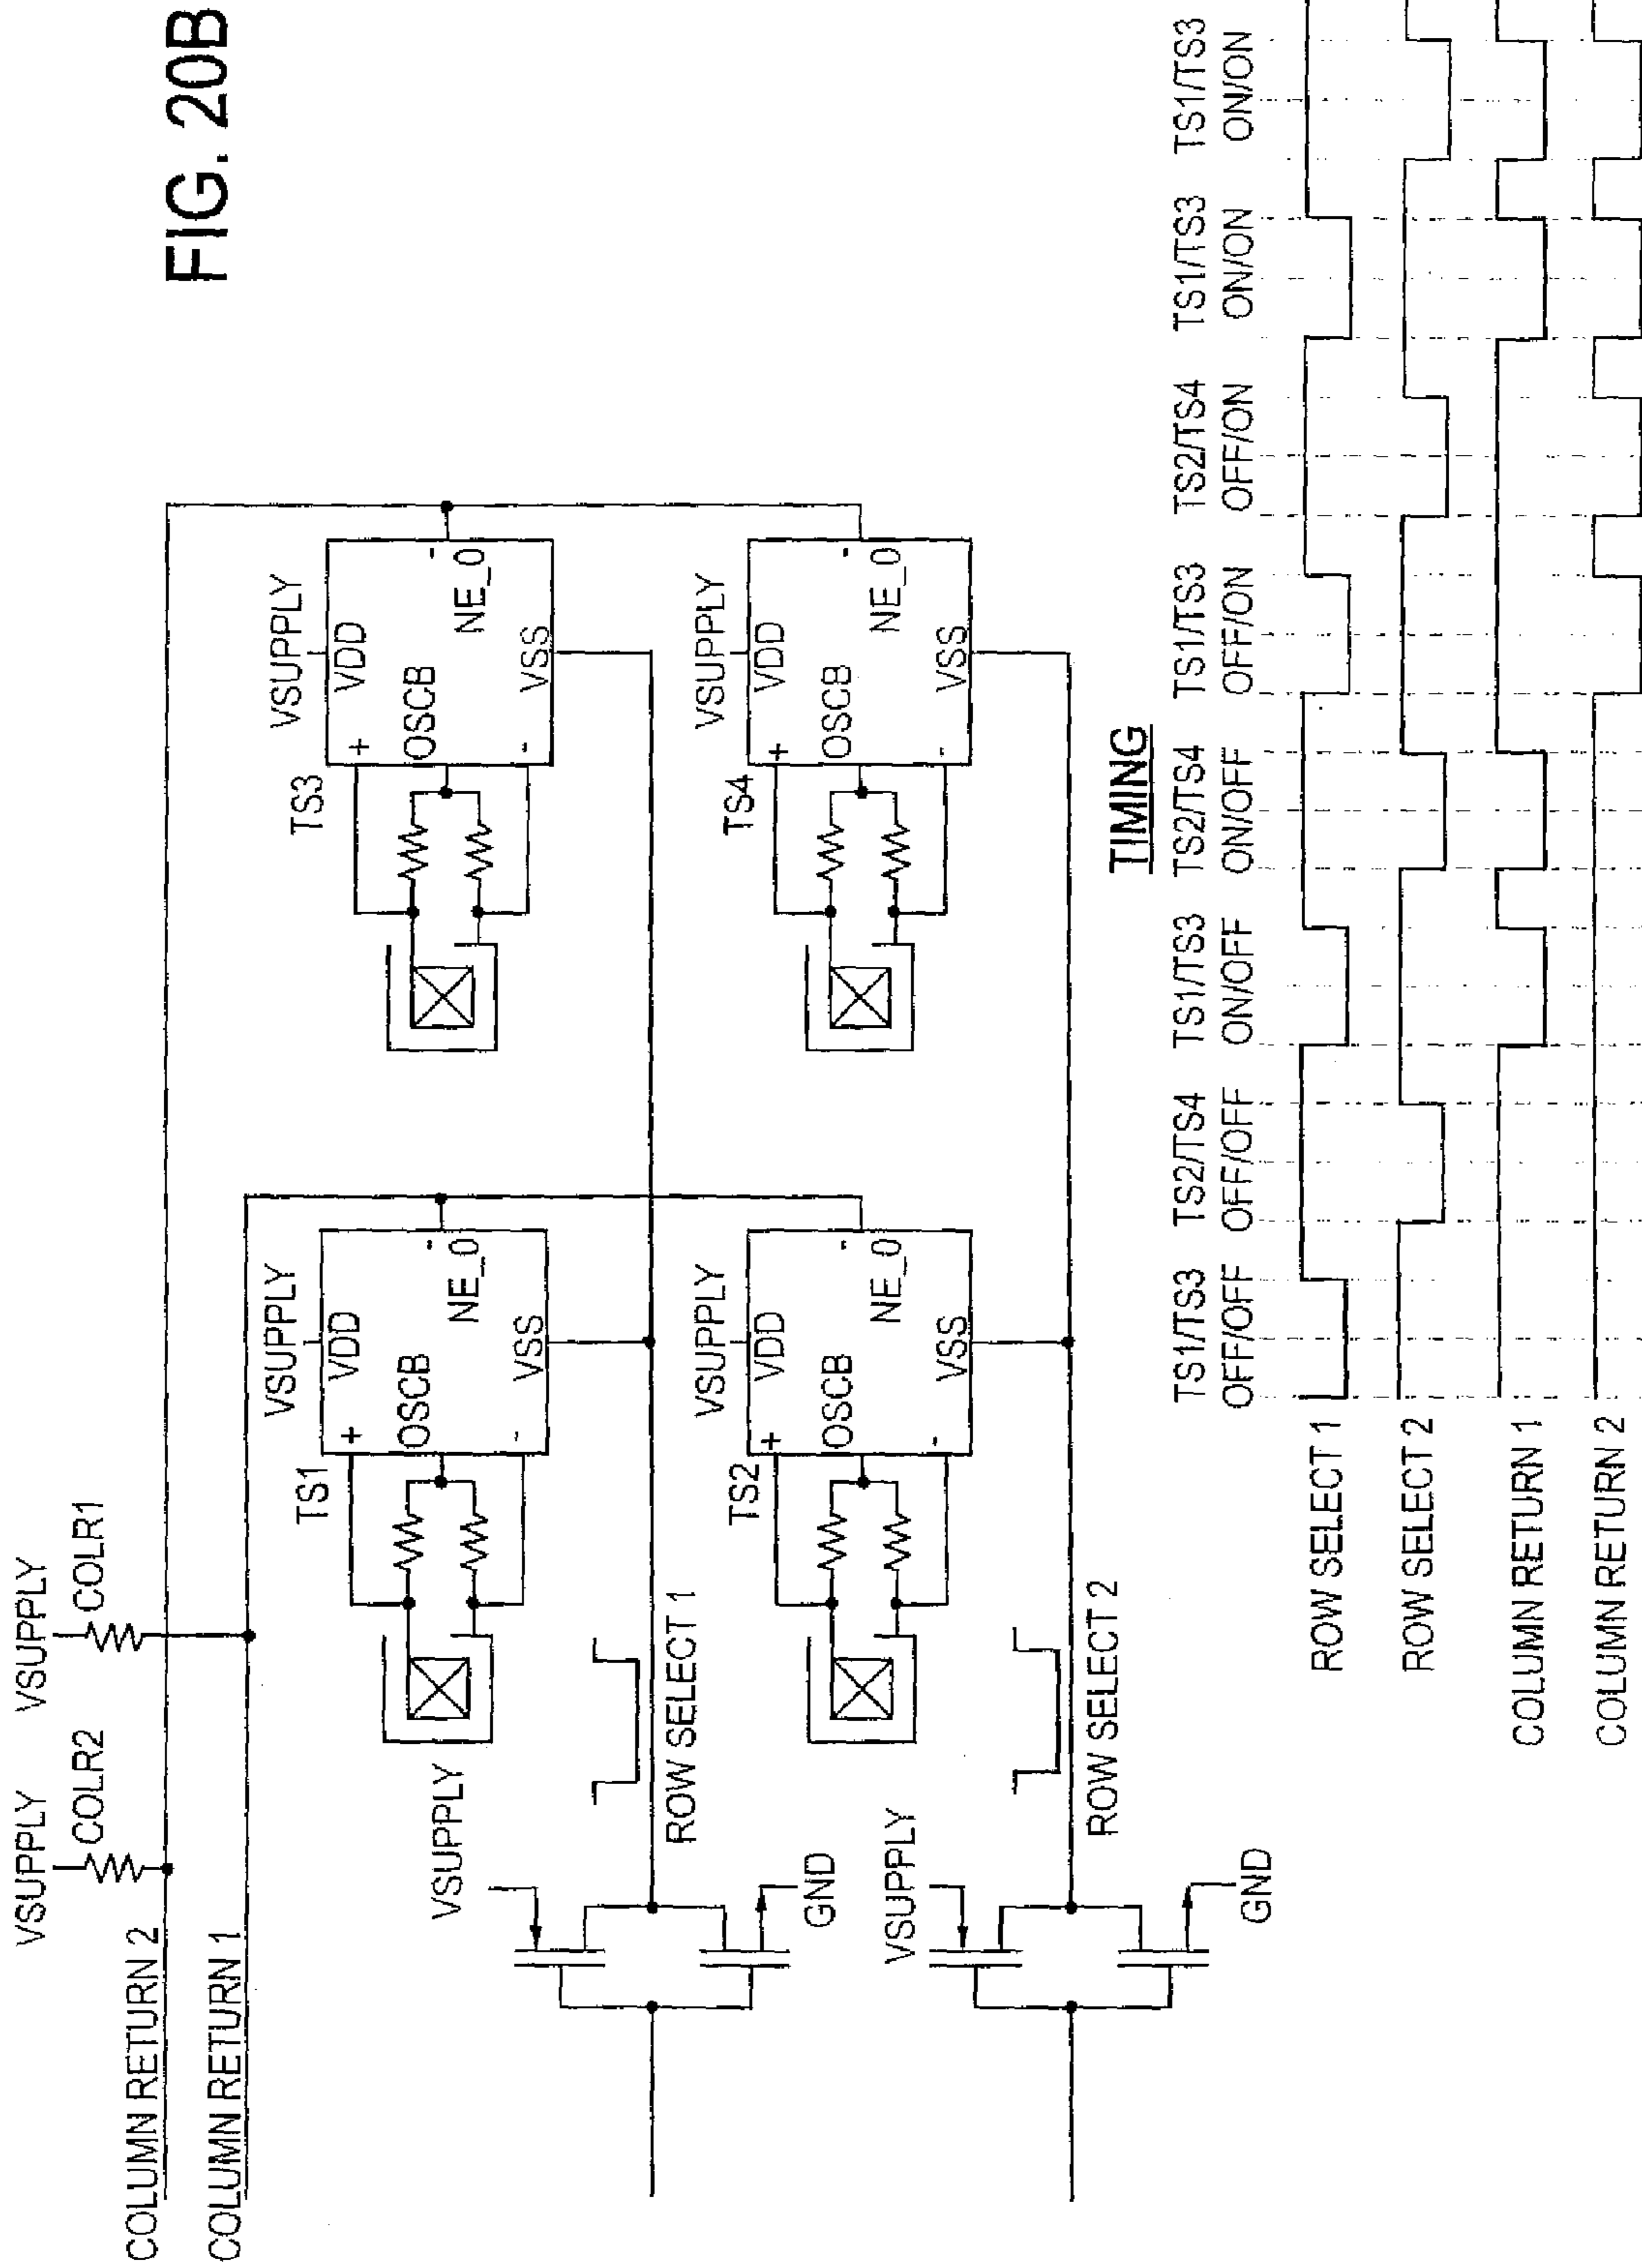 FIG. 20B
VSUPPLY
VSUPPLY
COLR2
COLR1
COLUMN RETURN 2
COLUMN RETURN 1
VSUPPLY
VDD
TS1
+
OSCB
-
NE_0
-
VSS
VSUPPLY
VDD
TS3
+
OSCB
-
NE_0
-
VSS
VSUPPLY
GND
ROW SELECT 1
VSUPPLY
VDD
TS2
+
OSCB
-
NE_0
-
VSS
VSUPPLY
VDD
TS4
+
OSCB
-
NE_0
-
VSS
VSUPPLY
GND
ROW SELECT 2
TIMING
TS1/TS3 TS2/TS4 TS1/TS3 TS2/TS4 TS1/TS3 TS2/TS4 TS1/TS3 TS1/TS3
OFF/OFF OFF/OFF ON/OFF ON/OFF OFF/ON OFF/ON ON/ON ON/ON
ROW SELECT 1
ROW SELECT 2
COLUMN RETURN 1
COLUMN RETURN 2